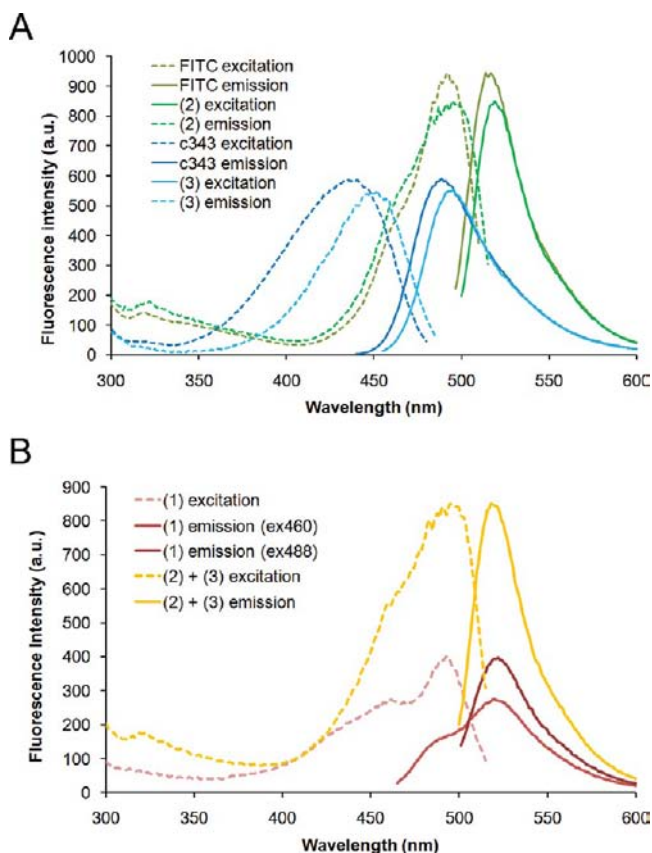 A
1000
900
800
700
600
500
400
300
200
100
0
Fluorescence intensity (a.u.)
FITC excitation
FITC emission
(2) excitation
(2) emission
c343 excitation
c343 emission
(3) excitation
(3) emission
300 350 400 450 500 550 600
Wavelength (nm)
B
900
800
700
600
500
400
300
200
100
0
Fluorescence Intensity (a.u.)
(1) excitation
(1) emission (ex460)
(1) emission (ex488)
(2) + (3) excitation
(2) + (3) emission
300 350 400 450 500 550 600
Wavelength (nm)